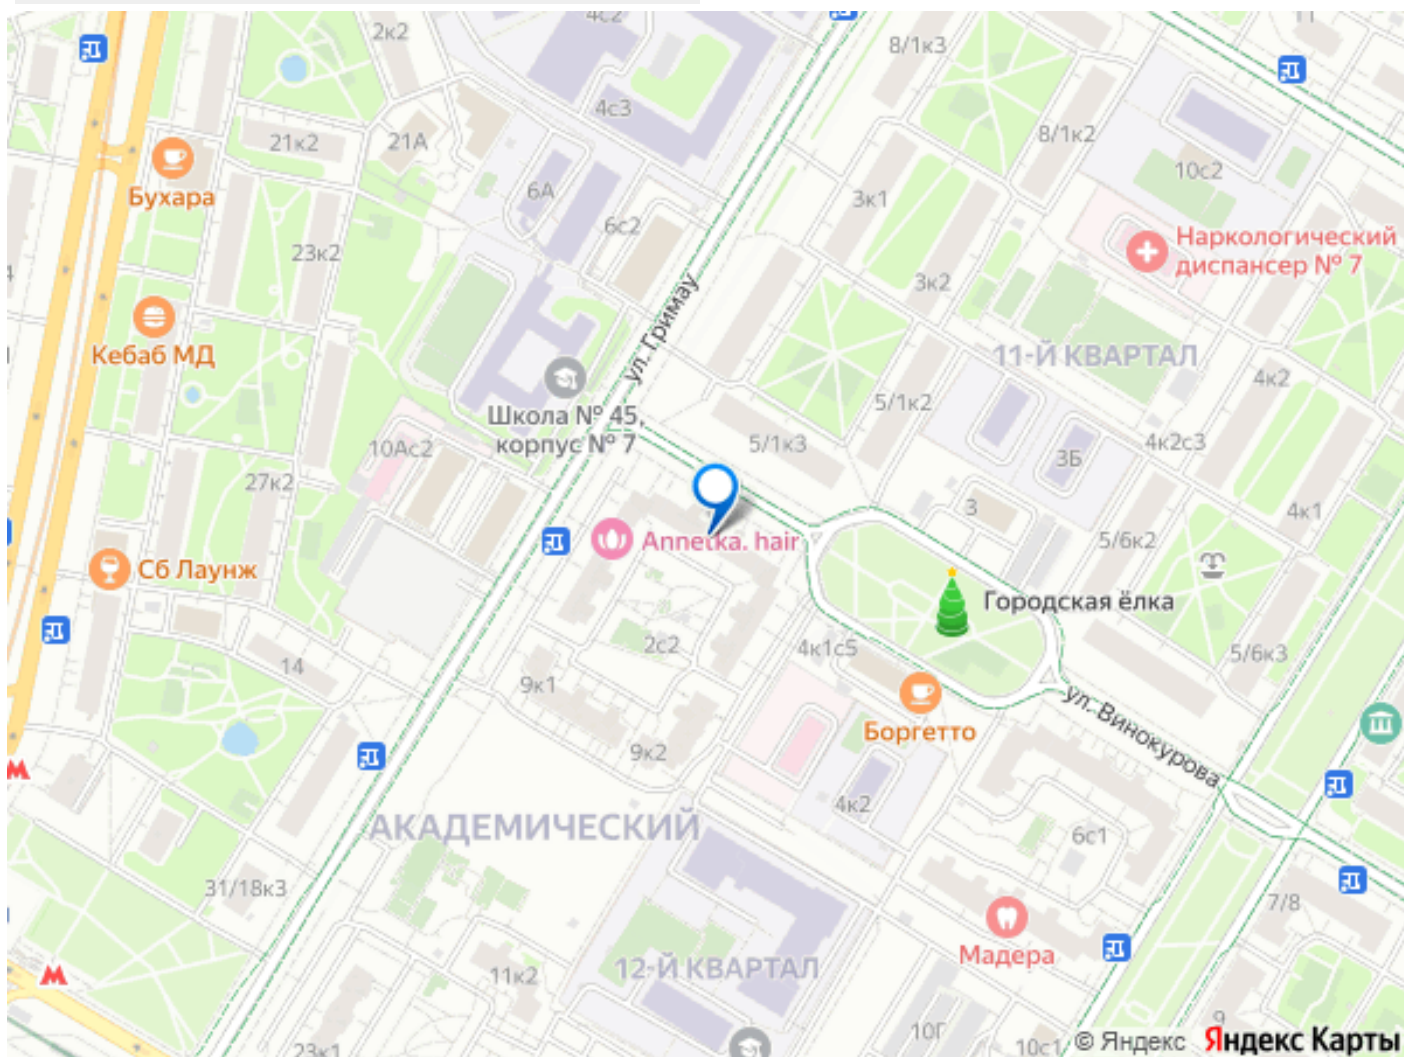 4с2
2к2
8/1к3
11
4с3
21к2
21А
8/1к2
10с2
Бухара
6А
3к1
6с2
Наркологический
диспансер № 7
23к2
3к2
ул. Гримау
Кебаб МД
11-Й КВАРТАЛ
4к2
Школа № 45,
корпус № 7
5/1к2
10Ас2
5/1к3
3Б
4к2с3
27к2
3
4к1
Annetka. hair
5/6к2
Сб Лаунж
Городская ёлка
2с2
4к1с5
5/6к3
14
9к1
ул. Винокурова
Боргетто
9к2
4к2
АКАДЕМИЧЕСКИЙ
6с1
31/18к3
7/8
Мадера
12-Й КВАРТАЛ
11к2
9
10Г
10с1
23к1
© Яндекс Яндекс Карты